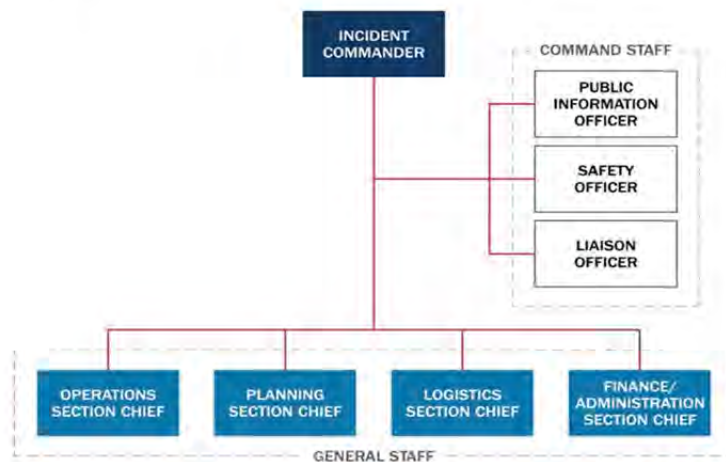 INCIDENT
COMMANDER
COMMAND STAFF
PUBLIC
INFORMATION
OFFICER
SAFETY
OFFICER
LIAISON
OFFICER
OPERATIONS
SECTION CHIEF
PLANNING
SECTION CHIEF
LOGISTICS
SECTION CHIEF
FINANCE/
ADMINISTRATION
SECTION CHIEF
GENERAL STAFF